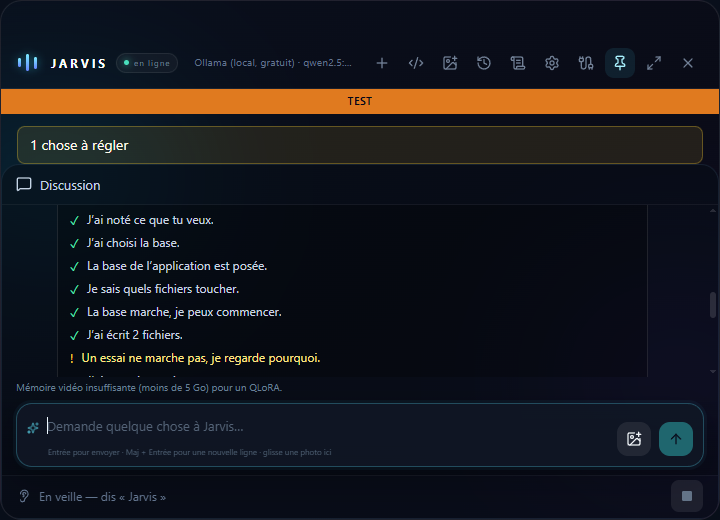 JARVIS en ligne Ollama (local, gratuit) · qwen2.5:...
TEST
1 chose à régler
Discussion
✓ J'ai noté ce que tu veux.
✓ J'ai choisi la base.
✓ La base de l'application est posée.
✓ Je sais quels fichiers toucher.
✓ La base marche, je peux commencer.
✓ J'ai écrit 2 fichiers.
! Un essai ne marche pas, je regarde pourquoi.
Mémoire vidéo insuffisante (moins de 5 Go) pour un QLoRA.
Demande quelque chose à Jarvis...
Entrée pour envoyer · Maj + Entrée pour une nouvelle ligne · glisse une photo ici
En veille — dis « Jarvis »